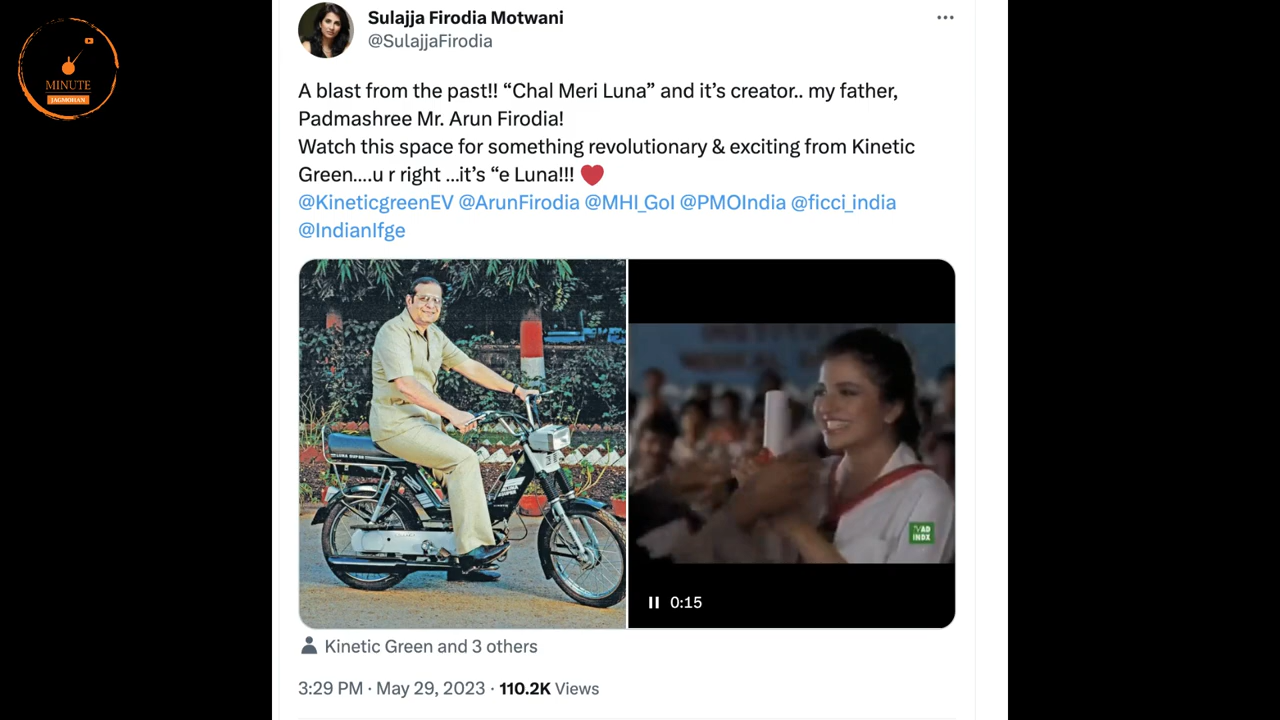 MINUTE
JAGMOHAN
Sulajja Firodia Motwani
@SulajjaFirodia
A blast from the past!! “Chal Meri Luna” and it’s creator.. my father,
Padmashree Mr. Arun Firodia!
Watch this space for something revolutionary & exciting from Kinetic
Green....u r right ...it’s “e Luna!!! ❤️
@KineticgreenEV @ArunFirodia @MHI_GoI @PMOIndia @ficci_india
@IndianIfge
LUNA SUPER
ADINDX
0:15
Kinetic Green and 3 others
3:29 PM · May 29, 2023 · 110.2K Views